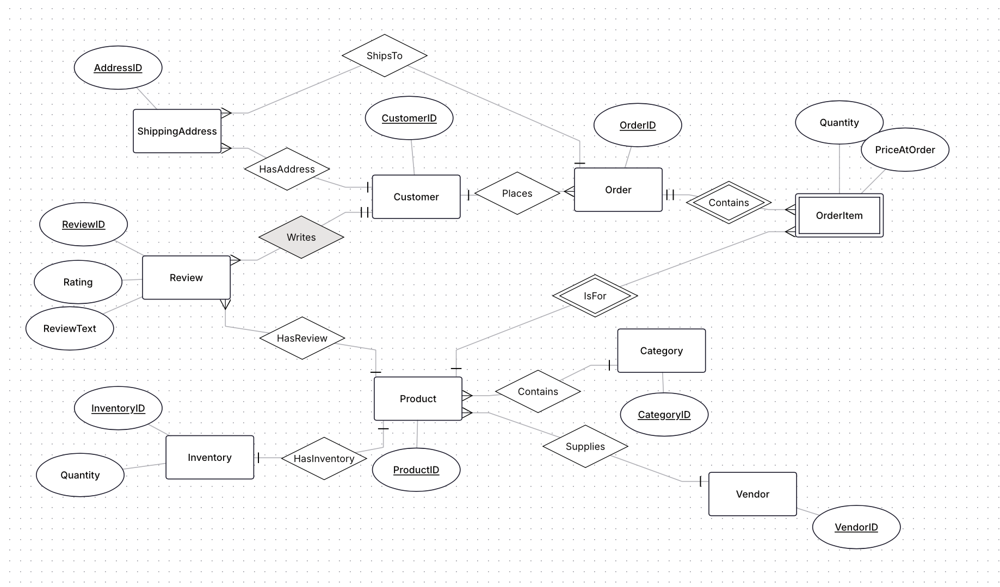 ShipsTo
AddressID
CustomerID
OrderID
Quantity
PriceAtOrder
ShippingAddress
HasAddress
Customer
Places
Order
Contains
OrderItem
ReviewID
Writes
Review
Rating
ReviewText
HasReview
IsFor
Category
Contains
Product
CategoryID
InventoryID
Inventory
HasInventory
Quantity
ProductID
Supplies
Vendor
VendorID